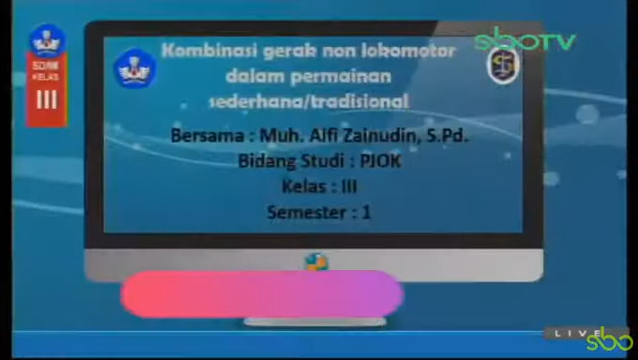 sboTV
SD/MI
KELAS
III
Kombinasi gerak non lokomotor
dalam permainan
sederhana/tradisional
Bersama : Muh. Alfi Zainudin, S.Pd.
Bidang Studi : PJOK
Kelas : III
Semester : 1
LIVE
sbo